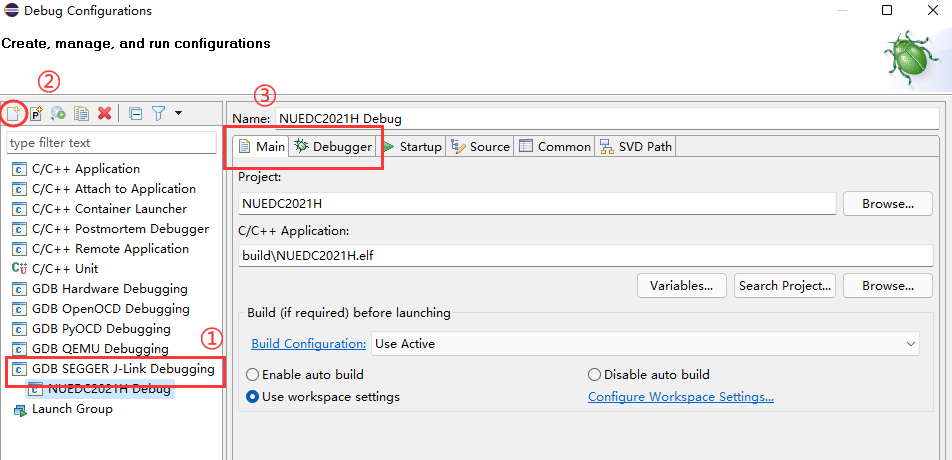 Debug Configurations
Create, manage, and run configurations
②
③
Name: NUEDC2021H Debug
type filter text
Main Debugger Startup Source Common SVD Path
C/C++ Application
C/C++ Attach to Application
C/C++ Container Launcher
C/C++ Postmortem Debugger
C/C++ Remote Application
C/C++ Unit
GDB Hardware Debugging
GDB OpenOCD Debugging
GDB PyOCD Debugging
GDB QEMU Debugging
①
GDB SEGGER J-Link Debugging
NUEDC2021H Debug
Launch Group
Project:
NUEDC2021H Browse...
C/C++ Application:
build\NUEDC2021H.elf
Variables... Search Project... Browse...
Build (if required) before launching
Build Configuration: Use Active
Enable auto build Disable auto build
Use workspace settings Configure Workspace Settings...